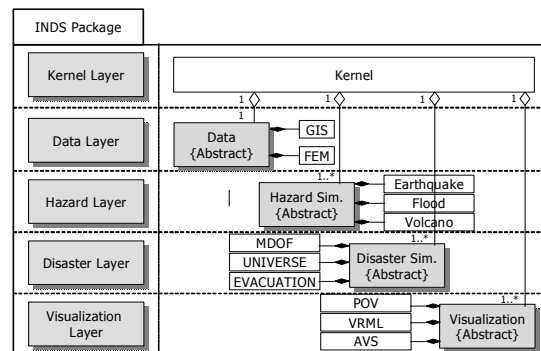 INDS Package
Kernel Layer
Kernel
1
1
1
1
Data Layer
1
Data
{Abstract}
GIS
FEM
Hazard Layer
1..*
Hazard Sim.
{Abstract}
Earthquake
Flood
Volcano
Disaster Layer
MDOF
UNIVERSE
EVACUATION
1..*
Disaster Sim.
{Abstract}
Visualization
Layer
POV
VRML
AVS
1..*
Visualization
{Abstract}